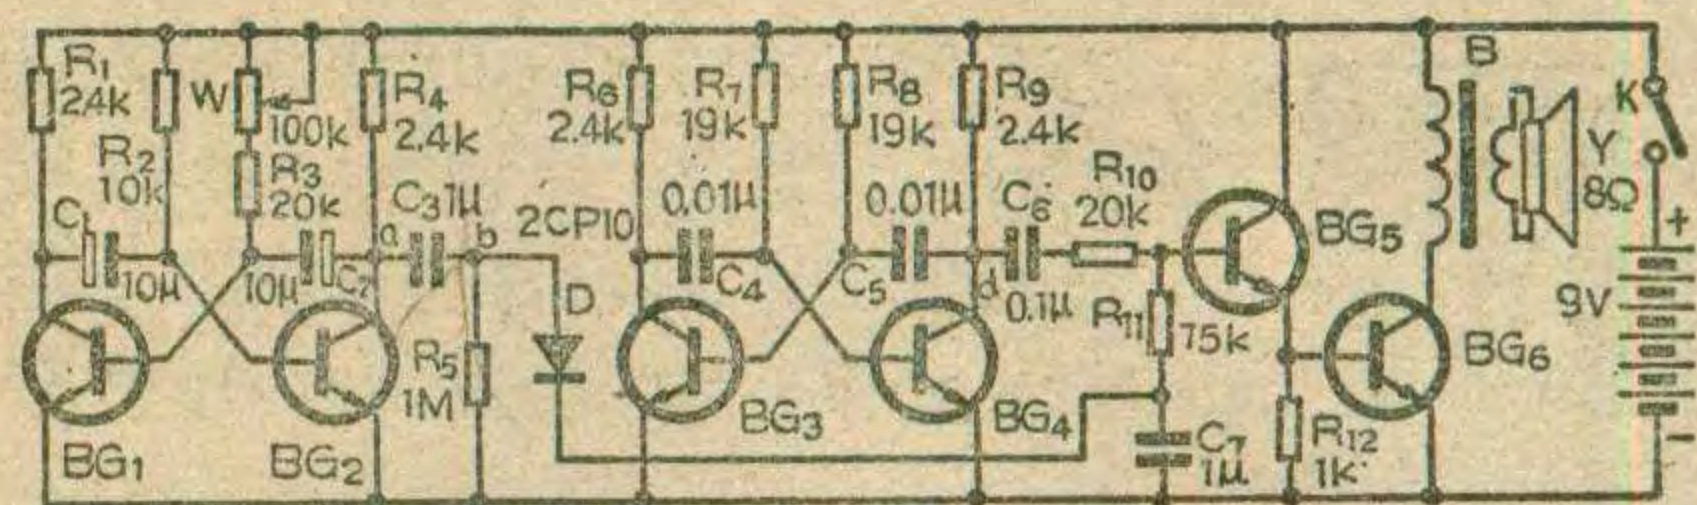 R1
24k
R2
10k
W
100k
R3
20k
R4
2.4k
C1
10μ
10μ
C2
a
C3 1μ
b
2CP10
D
R5
1M
BG1
BG2
R6
2.4k
R7
19k
R8
19k
R9
2.4k
0.01μ
C4
0.01μ
C5
C6
0.1μ
d
R10
20k
R11
75k
BG3
BG4
C7
1μ
BG5
R12
1k
BG6
B
Y
8Ω
K
+
9V
-